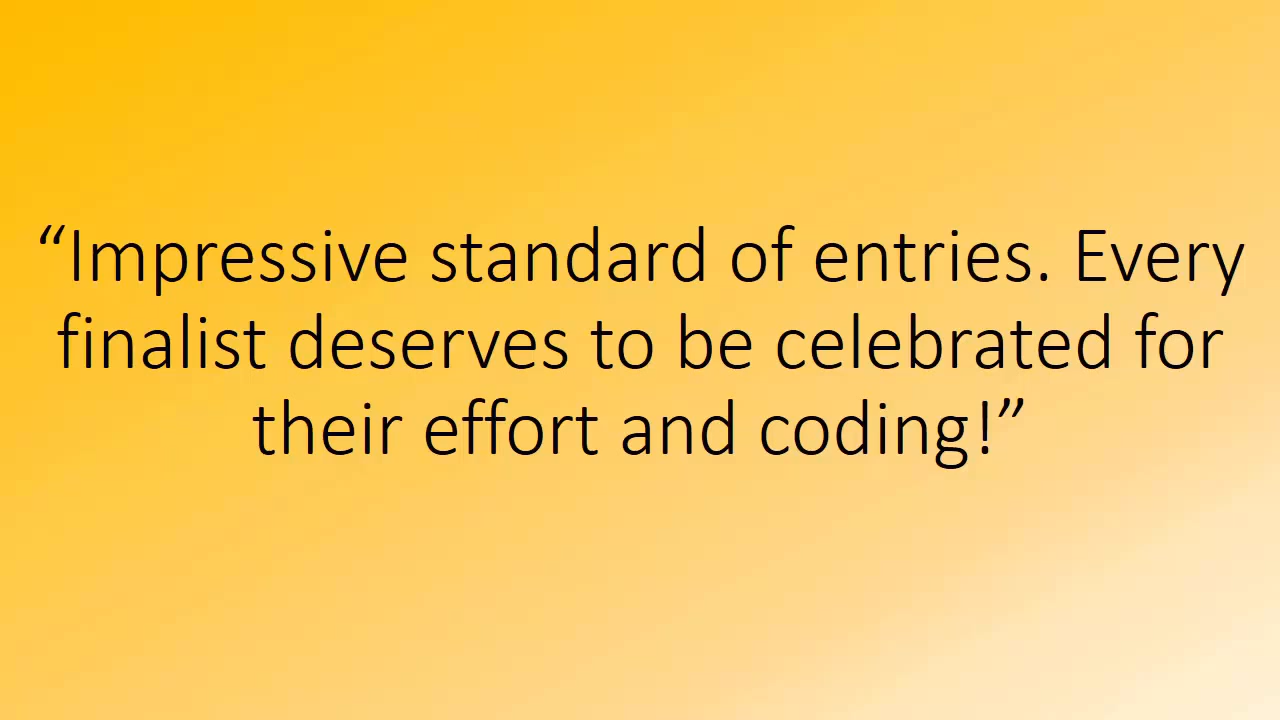 “Impressive standard of entries. Every
finalist deserves to be celebrated for
their effort and coding!”